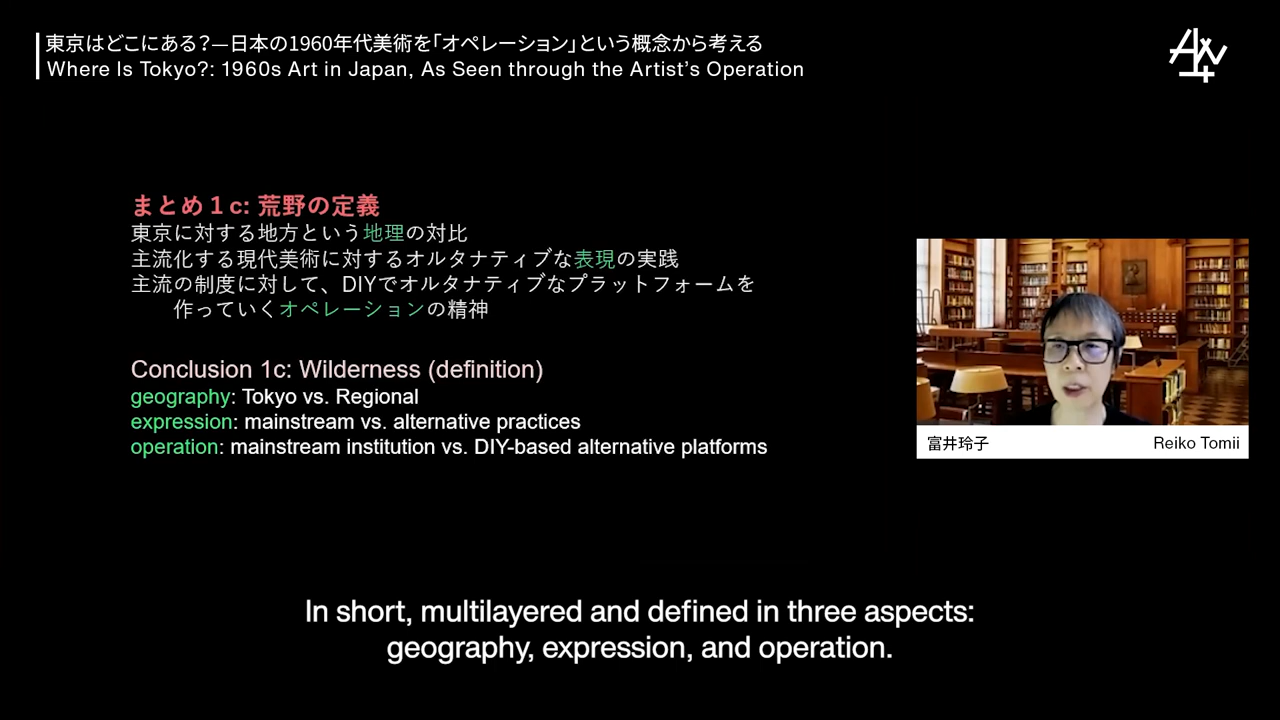 東京はどこにある?—日本の1960年代美術を「オペレーション」という概念から考える
Where Is Tokyo?: 1960s Art in Japan, As Seen through the Artist's Operation
まとめ1c: 荒野の定義
東京に対する地方という地理の対比
主流化する現代美術に対するオルタナティブな表現の実践
主流の制度に対して、DIYでオルタナティブなプラットフォームを
作っていくオペレーションの精神
Conclusion 1c: Wilderness (definition)
geography: Tokyo vs. Regional
expression: mainstream vs. alternative practices
operation: mainstream institution vs. DIY-based alternative platforms
富井玲子 Reiko Tomii
In short, multilayered and defined in three aspects:
geography, expression, and operation.